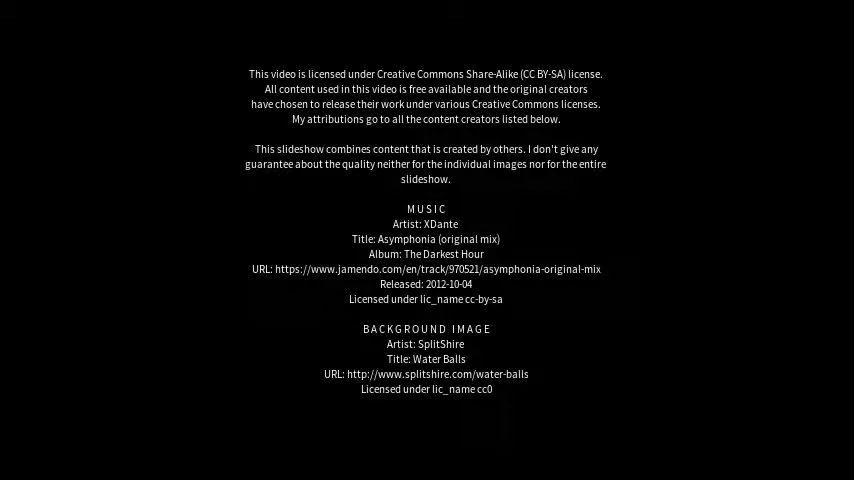 This video is licensed under Creative Commons Share-Alike (CC BY-SA) license.
All content used in this video is free available and the original creators
have chosen to release their work under various Creative Commons licenses.
My attributions go to all the content creators listed below.
This slideshow combines content that is created by others. I don't give any
guarantee about the quality neither for the individual images nor for the entire
slideshow.
MUSIC
Artist: XDante
Title: Asymphonia (original mix)
Album: The Darkest Hour
URL: https://www.jamendo.com/en/track/970521/asymphonia-original-mix
Released: 2012-10-04
Licensed under lic_name cc-by-sa
BACKGROUND IMAGE
Artist: SplitShire
Title: Water Balls
URL: http://www.splitshire.com/water-balls
Licensed under lic_name cc0